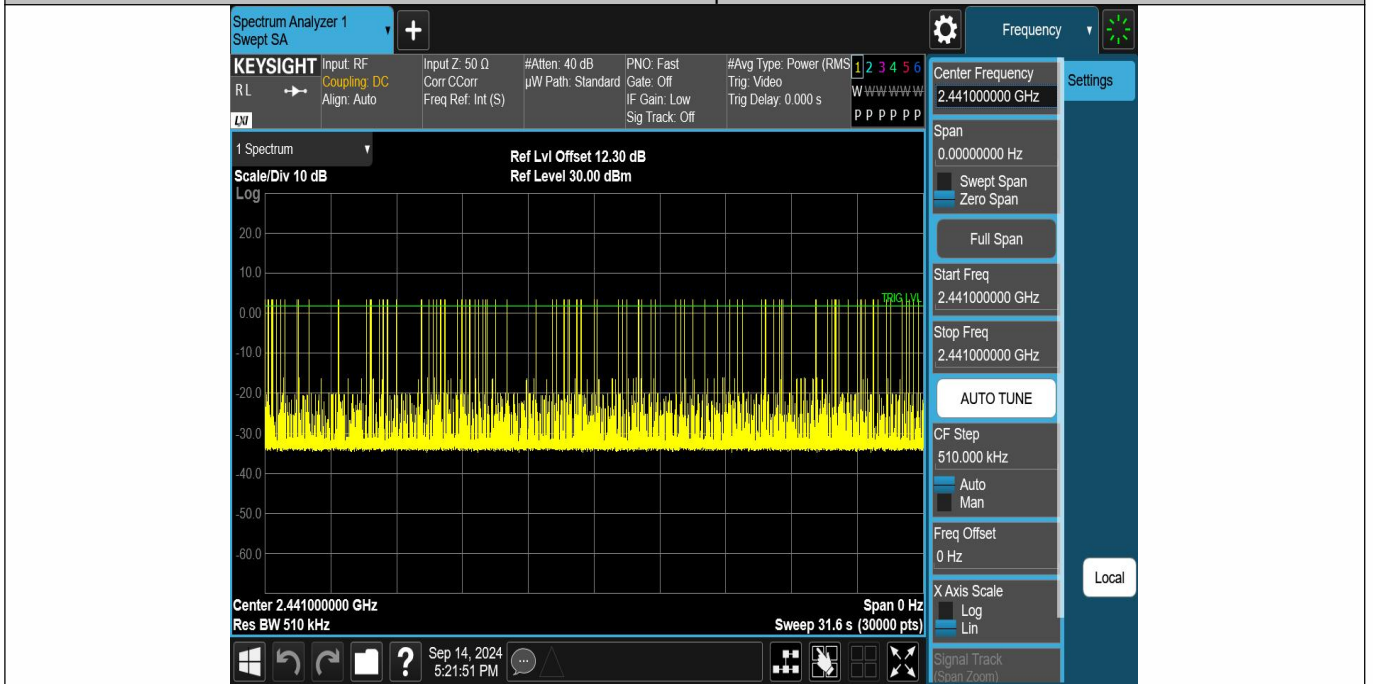 Spectrum Analyzer 1
Swept SA
+
Frequency
KEYSIGHT
RL
LXI
Input: RF
Coupling: DC
Align: Auto
Input Z: 50 Ω
Corr CCorr
Freq Ref: Int (S)
#Atten: 40 dB
µW Path: Standard
PNO: Fast
Gate: Off
IF Gain: Low
Sig Track: Off
#Avg Type: Power (RMS
Trig: Video
Trig Delay: 0.000 s
1 2 3 4 5 6
W W W W W W
P P P P P P
1 Spectrum
Scale/Div 10 dB
Ref Lvl Offset 12.30 dB
Ref Level 30.00 dBm
Log
20.0
10.0
TRIG LVL
0.00
-10.0
-20.0
-30.0
-40.0
-50.0
-60.0
Center 2.441000000 GHz
Span 0 Hz
Res BW 510 kHz
Sweep 31.6 s (30000 pts)
Center Frequency
2.441000000 GHz
Settings
Span
0.00000000 Hz
Swept Span
Zero Span
Full Span
Start Freq
2.441000000 GHz
Stop Freq
2.441000000 GHz
AUTO TUNE
CF Step
510.000 kHz
Auto
Man
Freq Offset
0 Hz
Local
X Axis Scale
Log
Lin
Signal Track
(Span Zoom)
?
Sep 14, 2024
5:21:51 PM